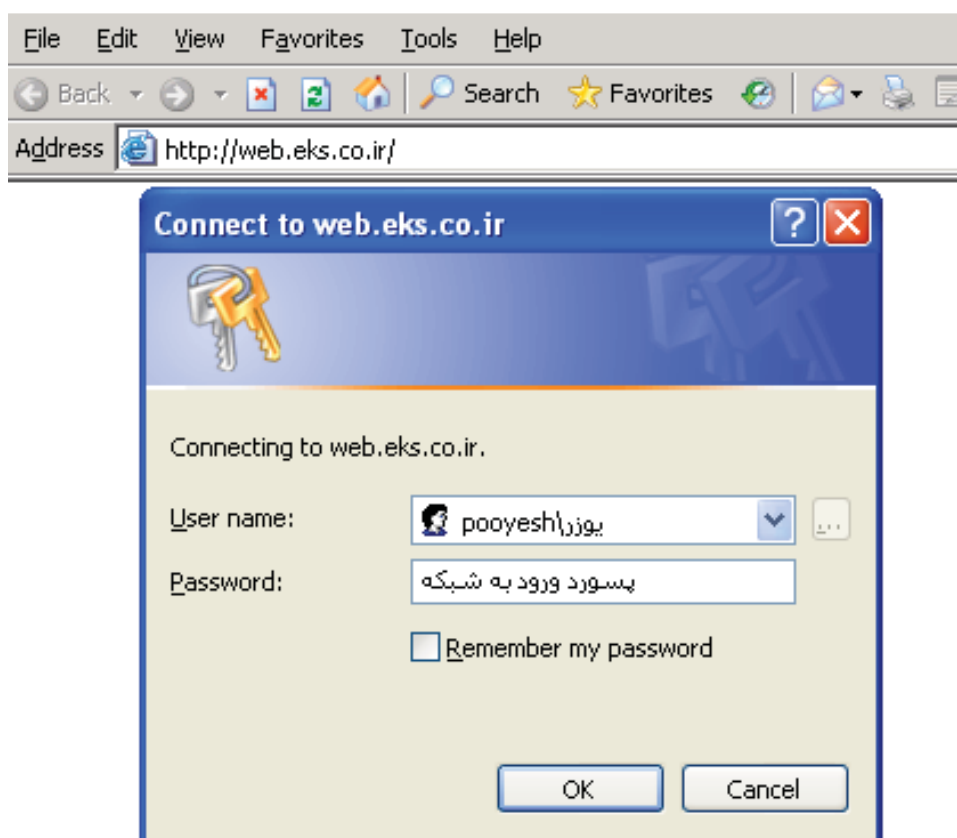 File Edit View Favorites Tools Help
Back Search Favorites
Address http://web.eks.co.ir/
Connect to web.eks.co.ir
Connecting to web.eks.co.ir.
User name: pooyesh\یوزر
Password: پسورد ورود به شبکه
Remember my password
OK Cancel